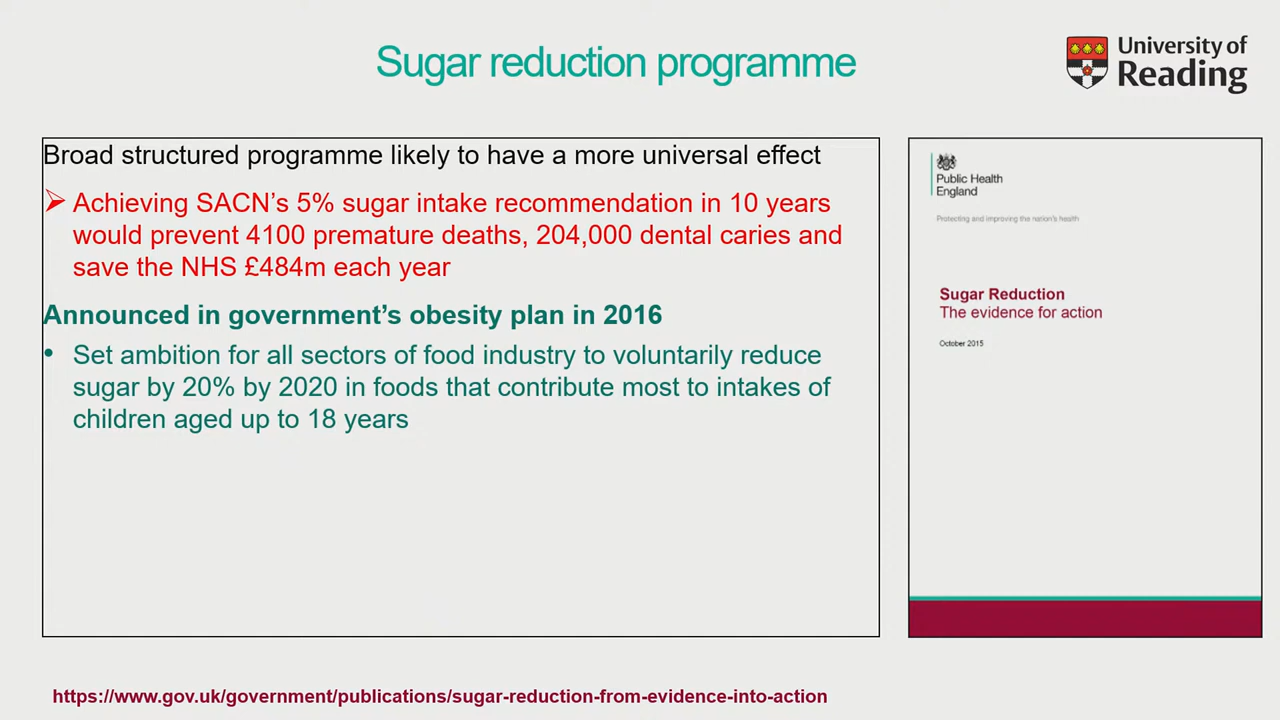 Sugar reduction programme
University of
Reading
Broad structured programme likely to have a more universal effect
➢ Achieving SACN’s 5% sugar intake recommendation in 10 years
would prevent 4100 premature deaths, 204,000 dental caries and
save the NHS £484m each year
Announced in government’s obesity plan in 2016
• Set ambition for all sectors of food industry to voluntarily reduce
sugar by 20% by 2020 in foods that contribute most to intakes of
children aged up to 18 years
Public Health
England
Protecting and improving the nation's health
Sugar Reduction
The evidence for action
October 2015
https://www.gov.uk/government/publications/sugar-reduction-from-evidence-into-action